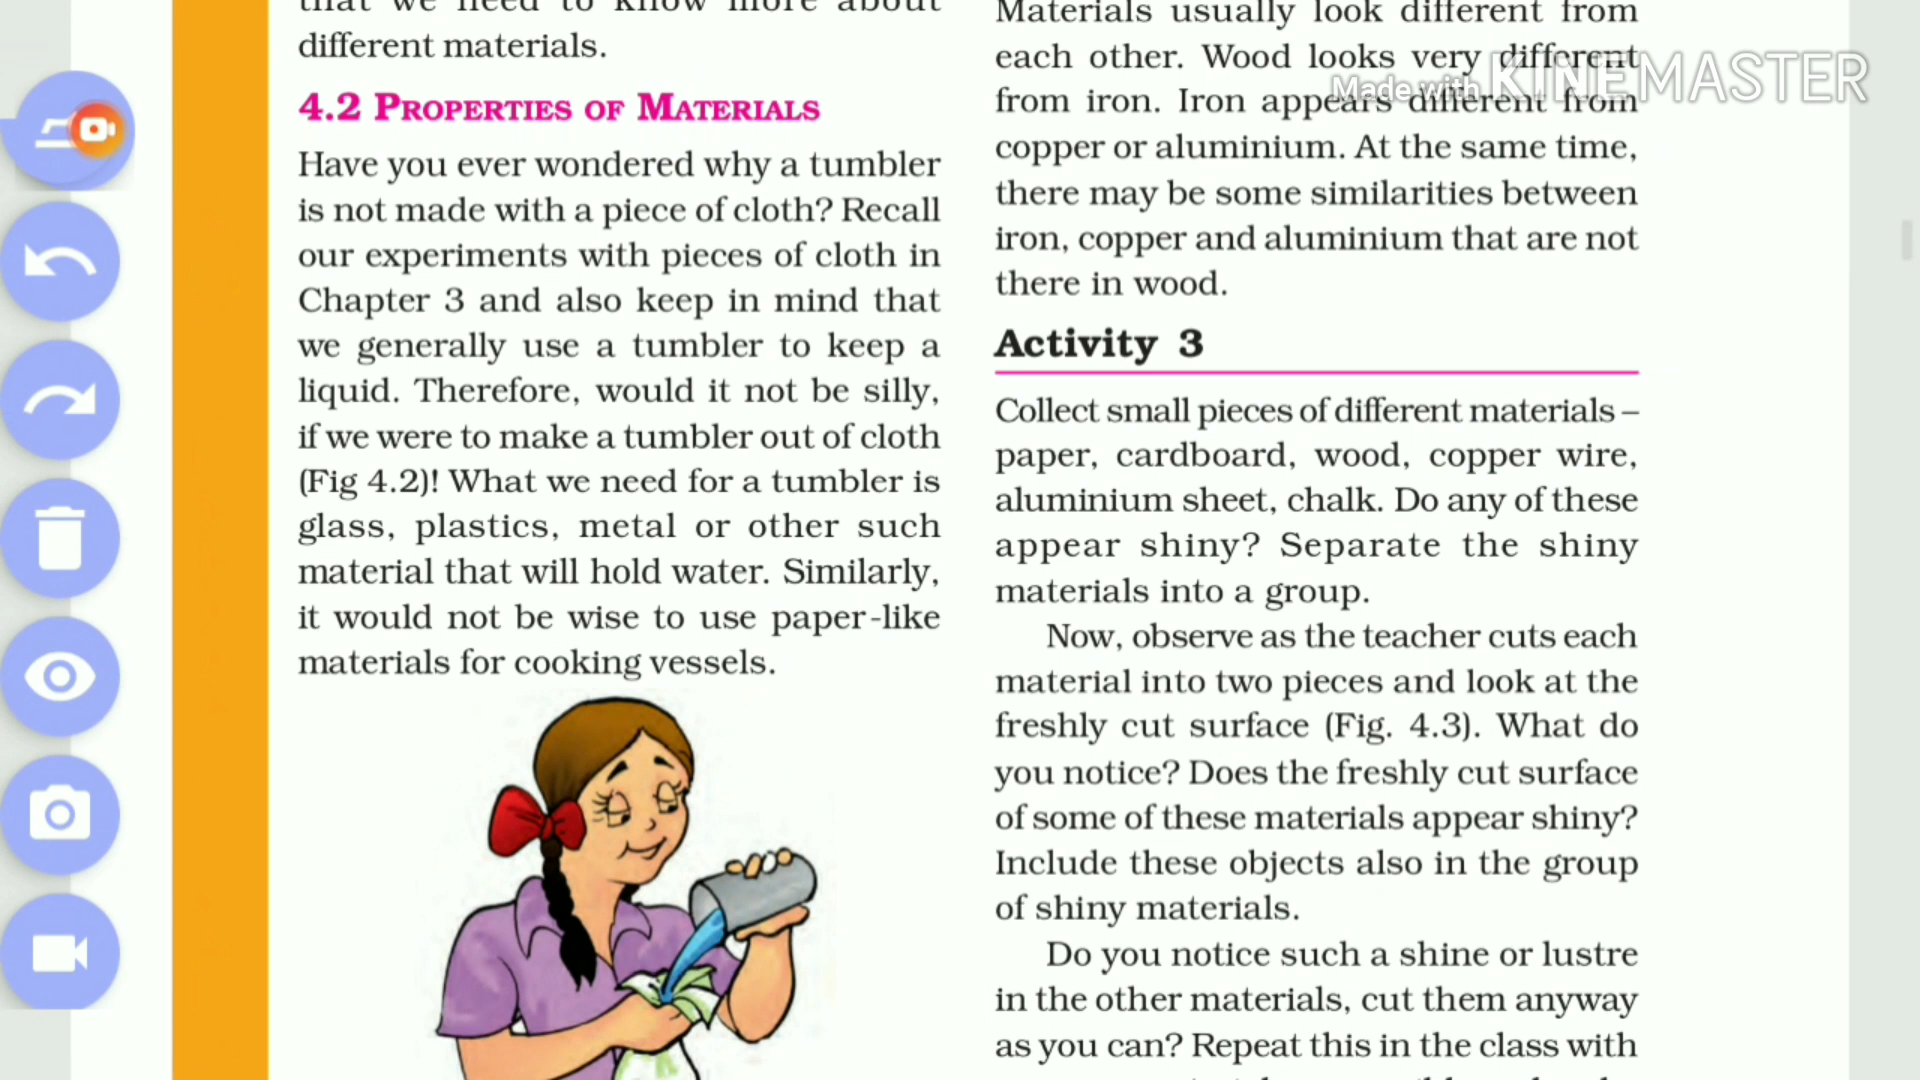 that we need to know more about
different materials.
4.2 PROPERTIES OF MATERIALS
Have you ever wondered why a tumbler
is not made with a piece of cloth? Recall
our experiments with pieces of cloth in
Chapter 3 and also keep in mind that
we generally use a tumbler to keep a
liquid. Therefore, would it not be silly,
if we were to make a tumbler out of cloth
(Fig 4.2)! What we need for a tumbler is
glass, plastics, metal or other such
material that will hold water. Similarly,
it would not be wise to use paper-like
materials for cooking vessels.
Materials usually look different from
each other. Wood looks very different
from iron. Iron appears different from
copper or aluminium. At the same time,
there may be some similarities between
iron, copper and aluminium that are not
there in wood.
Activity 3
Collect small pieces of different materials –
paper, cardboard, wood, copper wire,
aluminium sheet, chalk. Do any of these
appear shiny? Separate the shiny
materials into a group.
Now, observe as the teacher cuts each
material into two pieces and look at the
freshly cut surface (Fig. 4.3). What do
you notice? Does the freshly cut surface
of some of these materials appear shiny?
Include these objects also in the group
of shiny materials.
Do you notice such a shine or lustre
in the other materials, cut them anyway
as you can? Repeat this in the class with
Made with KINEMASTER